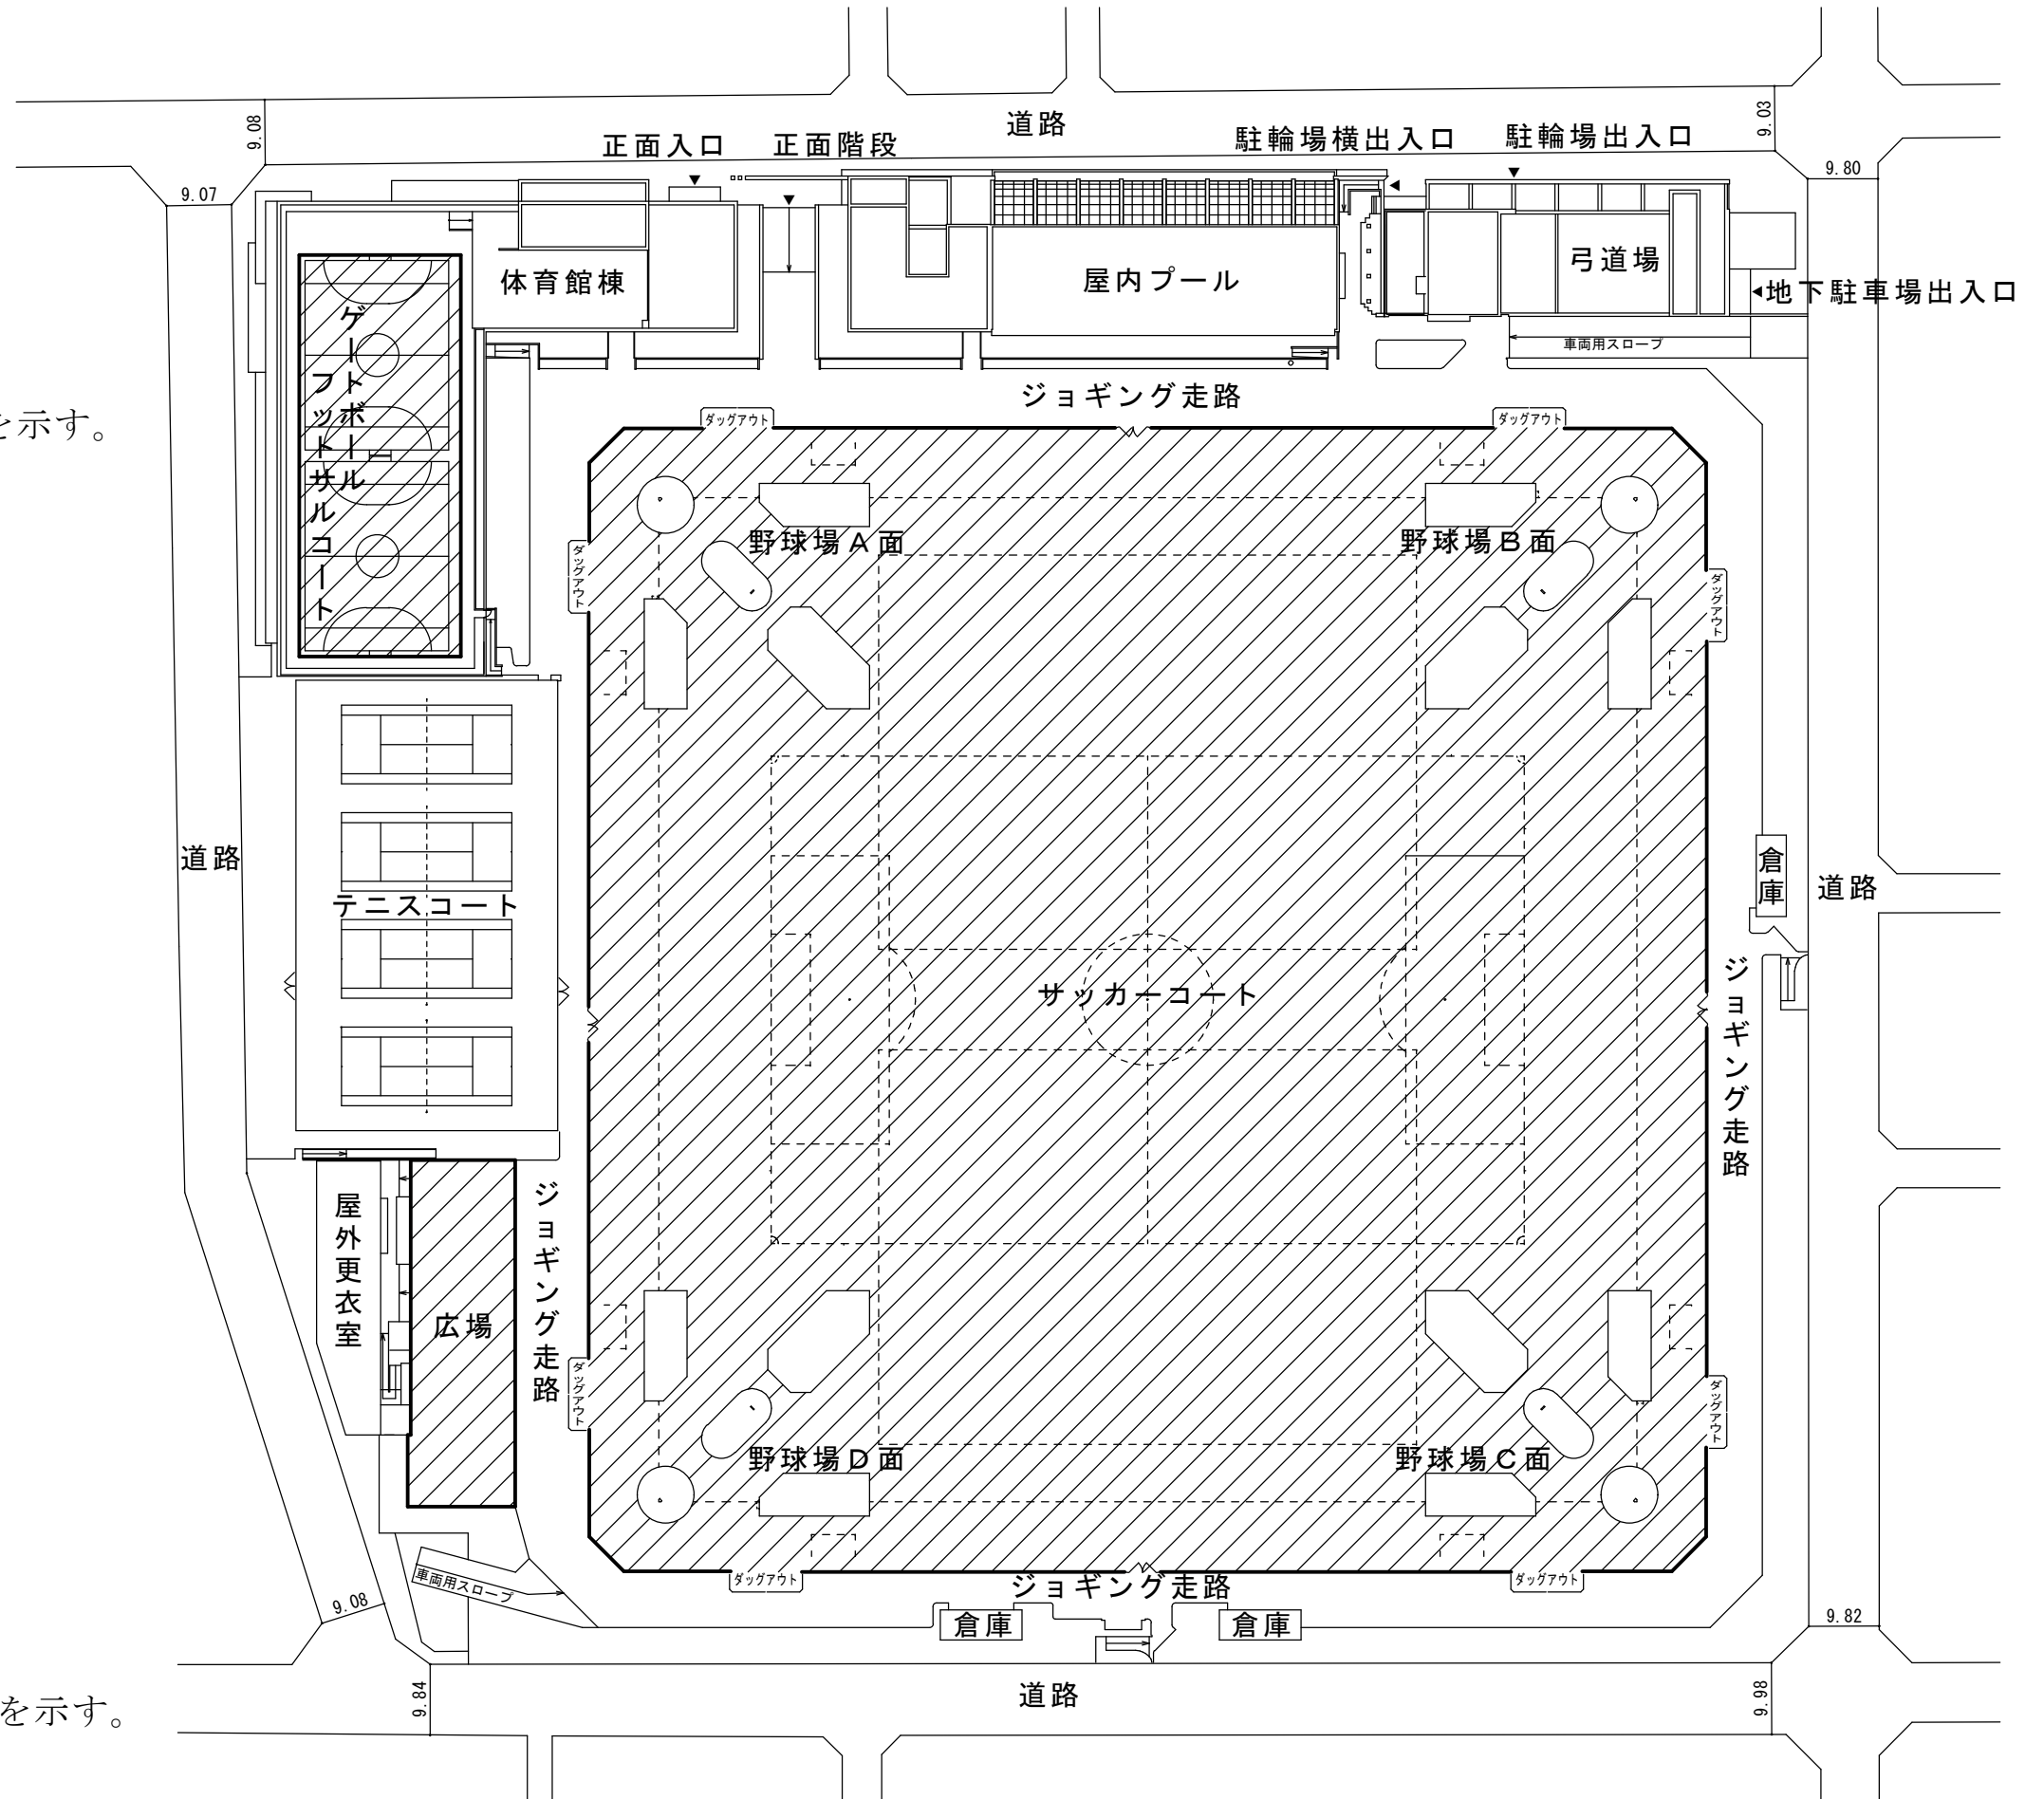 道路
9.08
9.03
正面入口
正面階段
駐輪場横出入口
駐輪場出入口
9.07
9.80
体育館棟
屋内プール
弓道場
地下駐車場出入口
車両用スロープ
ゲートボール
フットサルコート
ジョギング走路
を示す。
ダッグアウト
ダッグアウト
野球場A面
野球場B面
ダッグアウト
ダッグアウト
道路
テニスコート
倉庫
道路
サッカーコート
ジョギング走路
屋外更衣室
広場
ジョギング走路
ダッグアウト
ダッグアウト
野球場D面
野球場C面
ダッグアウト
ダッグアウト
車両用スロープ
ジョギング走路
9.08
倉庫
倉庫
9.82
9.84
道路
9.98
を示す。